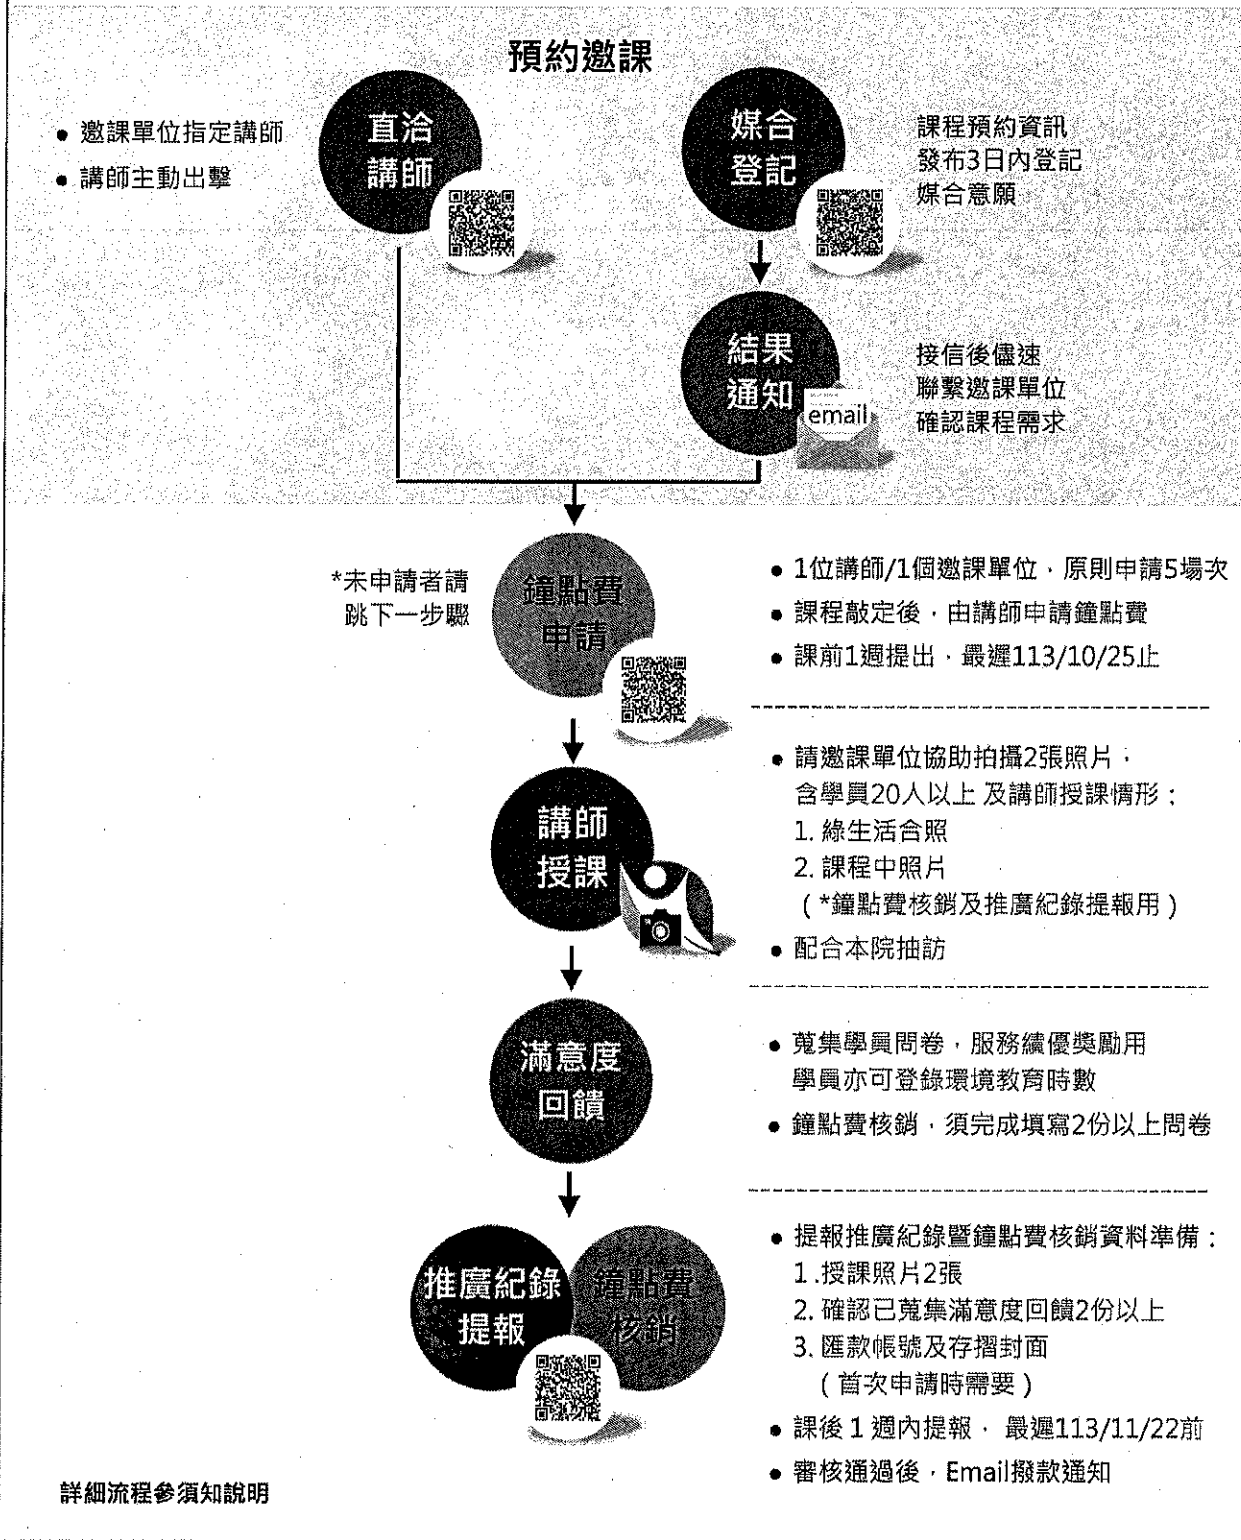 預約邀課
● 邀課單位指定講師
● 講師主動出擊
直洽
講師
媒合
登記
課程預約資訊
發布3日內登記
媒合意願
結果
通知
email
接信後儘速
聯繫邀課單位
確認課程需求
*未申請者請
跳下一步驟
鐘點費
申請
● 1位講師/1個邀課單位，原則申請5場次
● 課程敲定後，由講師申請鐘點費
● 課前1週提出，最遲113/10/25止
講師
授課
● 請邀課單位協助拍攝2張照片，
含學員20人以上 及講師授課情形；
1. 綠生活合照
2. 課程中照片
（*鐘點費核銷及推廣紀錄提報用）
● 配合本院抽訪
滿意度
回饋
● 蒐集學員問卷，服務績優獎勵用
學員亦可登錄環境教育時數
● 鐘點費核銷，須完成填寫2份以上問卷
推廣紀錄
提報
鐘點費
核銷
● 提報推廣紀錄暨鐘點費核銷資料準備：
1.授課照片2張
2. 確認已蒐集滿意度回饋2份以上
3. 匯款帳號及存摺封面
（首次申請時需要）
● 課後 1 週內提報， 最遲113/11/22前
● 審核通過後，Email撥款通知
詳細流程參須知說明